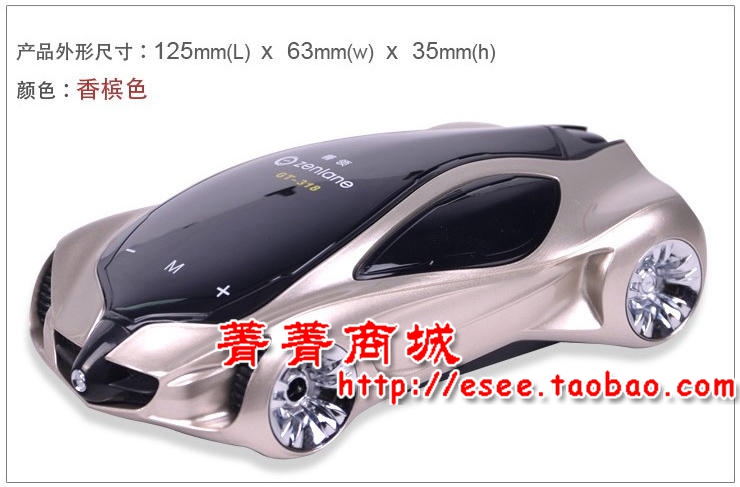 产品外形尺寸：125mm(L) x 63mm(w) x 35mm(h)
颜色：香槟色
zenlane
GT-318
− M +
菁菁商城
http://esee.taobao.com